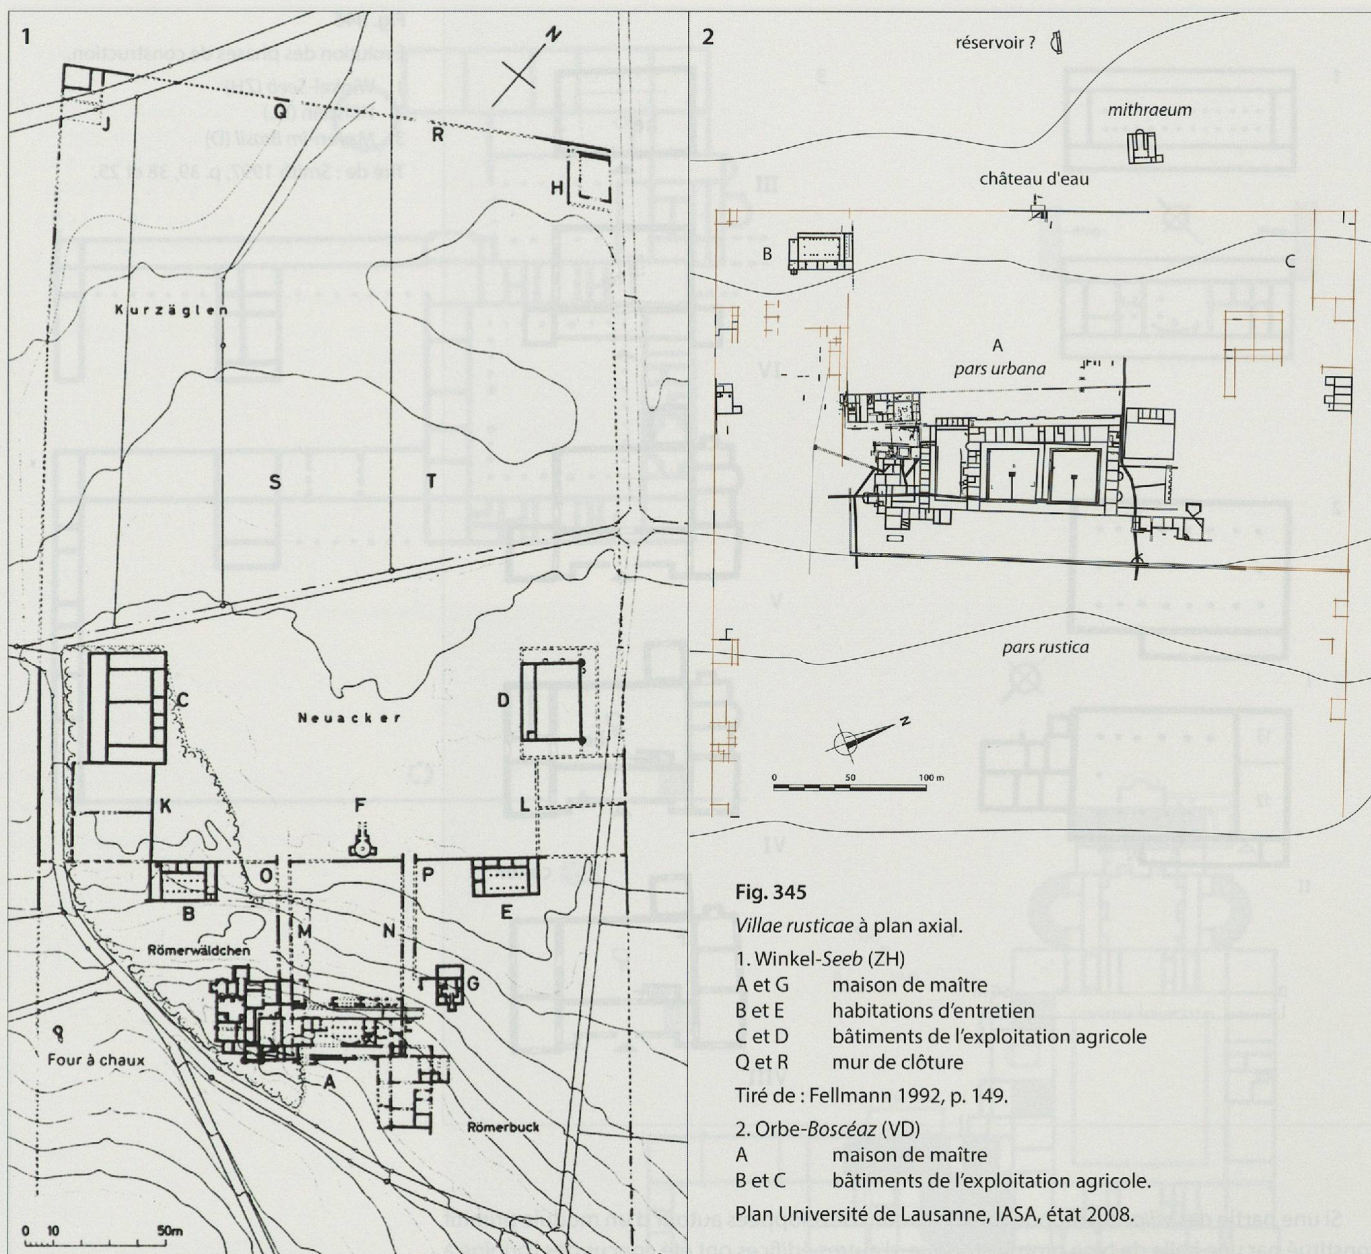 1
N
J
Q
R
H
Kurzäglen
S
T
C
Neuacker
D
K
F
L
O
P
B
E
M
N
Römerwäldchen
G
Four à chaux
A
Römerbuck
0 10 50m
2
réservoir ?
mithraeum
château d'eau
B
C
A
pars urbana
pars rustica
N
0 50 100 m
Fig. 345
Villae rusticae à plan axial.
1. Winkel-Seeb (ZH)
A et G maison de maître
B et E habitations d'entretien
C et D bâtiments de l'exploitation agricole
Q et R mur de clôture
Tiré de : Fellmann 1992, p. 149.
2. Orbe-Boscéaz (VD)
A maison de maître
B et C bâtiments de l'exploitation agricole.
Plan Université de Lausanne, IASA, état 2008.